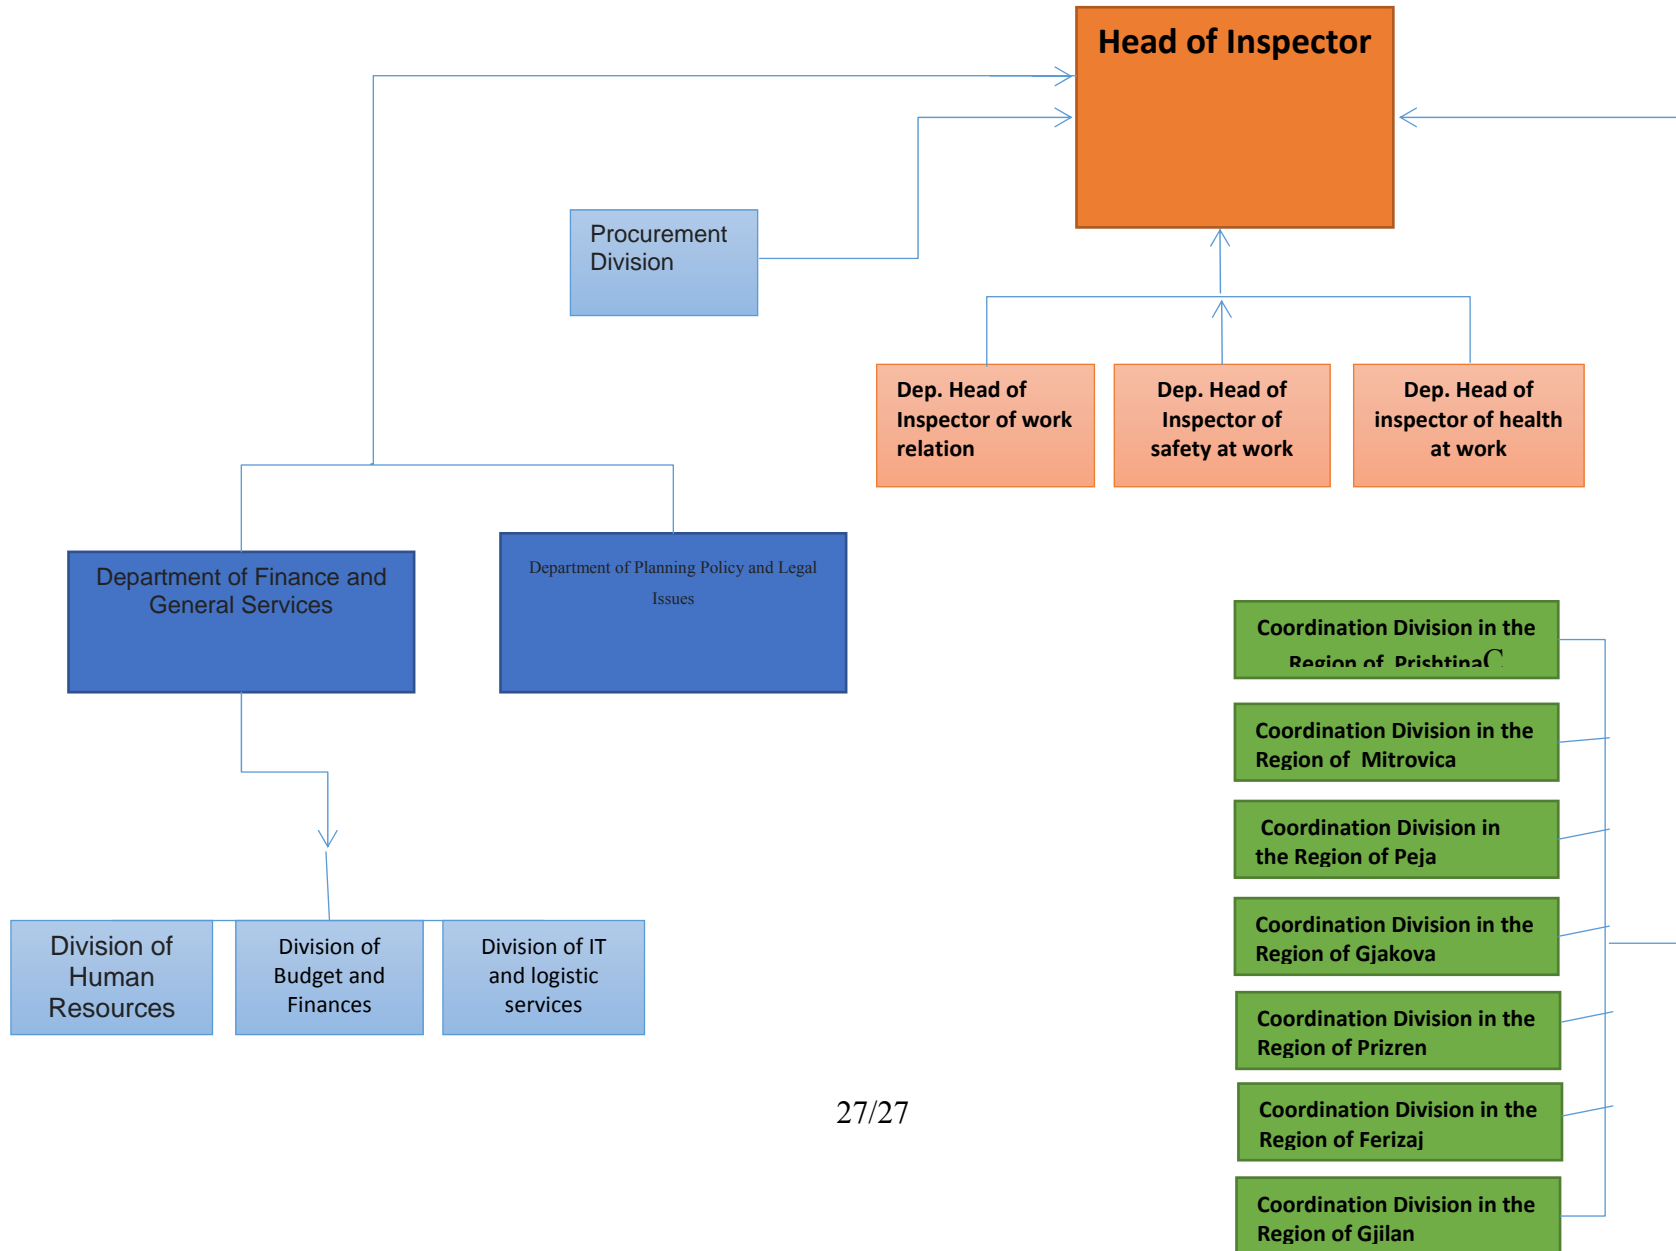 Head of Inspector
Procurement
Division
Dep. Head of
Inspector of work
relation
Dep. Head of
Inspector of
safety at work
Dep. Head of
inspector of health
at work
Department of Finance and
General Services
Department of Planning Policy and Legal
Issues
Coordination Division in the
Region of Prishtina C
Coordination Division in the
Region of Mitrovica
Coordination Division in
the Region of Peja
Coordination Division in the
Region of Gjakova
Coordination Division in the
Region of Prizren
Coordination Division in the
Region of Ferizaj
Coordination Division in the
Region of Gjilan
Division of
Human
Resources
Division of
Budget and
Finances
Division of IT
and logistic
services
27/27